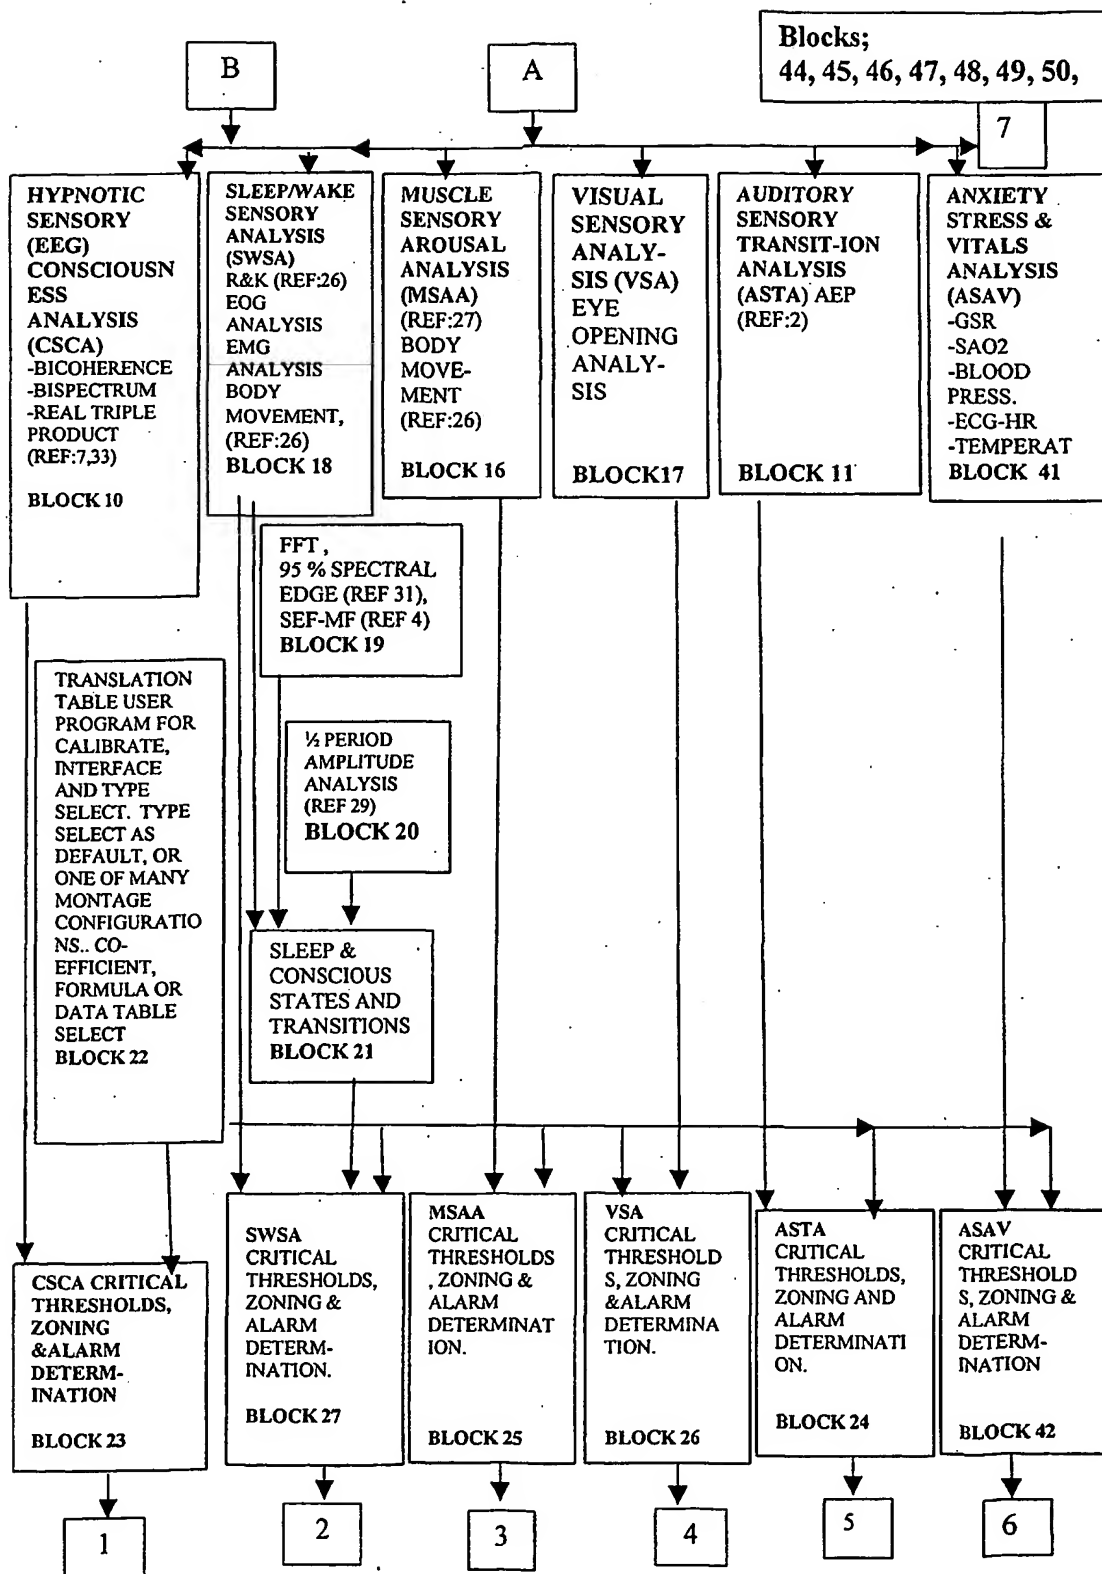 B
A
Blocks;
44, 45, 46, 47, 48, 49, 50,
7
HYPNOTIC
SENSORY
(EEG)
CONSCIOUSN
ESS
ANALYSIS
(CSCA)
-BICOHERENCE
-BISPECTRUM
-REAL TRIPLE
PRODUCT
(REF:7,33)
BLOCK 10
SLEEP/WAKE
SENSORY
ANALYSIS
(SWSA)
R&K (REF:26)
EOG
ANALYSIS
EMG
ANALYSIS
BODY
MOVEMENT,
(REF:26)
BLOCK 18
MUSCLE
SENSORY
AROUSAL
ANALYSIS
(MSAA)
(REF:27)
BODY
MOVE-
MENT
(REF:26)
BLOCK 16
VISUAL
SENSORY
ANALY-
SIS (VSA)
EYE
OPENING
ANALY-
SIS
BLOCK17
AUDITORY
SENSORY
TRANSIT-ION
ANALYSIS
(ASTA) AEP
(REF:2)
BLOCK 11
ANXIETY
STRESS &
VITALS
ANALYSIS
(ASAV)
-GSR
-SAO2
-BLOOD
PRESS.
-ECG-HR
-TEMPERAT
BLOCK 41
FFT ,
95 % SPECTRAL
EDGE (REF 31),
SEF-MF (REF 4)
BLOCK 19
TRANSLATION
TABLE USER
PROGRAM FOR
CALIBRATE,
INTERFACE
AND TYPE
SELECT. TYPE
SELECT AS
DEFAULT, OR
ONE OF MANY
MONTAGE
CONFIGURATIO
NS.. CO-
EFFICIENT,
FORMULA OR
DATA TABLE
SELECT
BLOCK 22
½ PERIOD
AMPLITUDE
ANALYSIS
(REF 29)
BLOCK 20
SLEEP &
CONSCIOUS
STATES AND
TRANSITIONS
BLOCK 21
CSCA CRITICAL
THRESHOLDS,
ZONING
&ALARM
DETERM-
INATION
BLOCK 23
SWSA
CRITICAL
THRESHOLDS,
ZONING &
ALARM
DETERM-
INATION.
BLOCK 27
MSAA
CRITICAL
THRESHOLDS
, ZONING &
ALARM
DETERMINAT
ION.
BLOCK 25
VSA
CRITICAL
THRESHOLD
S, ZONING
&ALARM
DETERMINA
TION.
BLOCK 26
ASTA
CRITICAL
THRESHOLDS,
ZONING AND
ALARM
DETERMINATI
ON.
BLOCK 24
ASAV
CRITICAL
THRESHOLD
S, ZONING &
ALARM
DETERM-
INATION
BLOCK 42
1
2
3
4
5
6